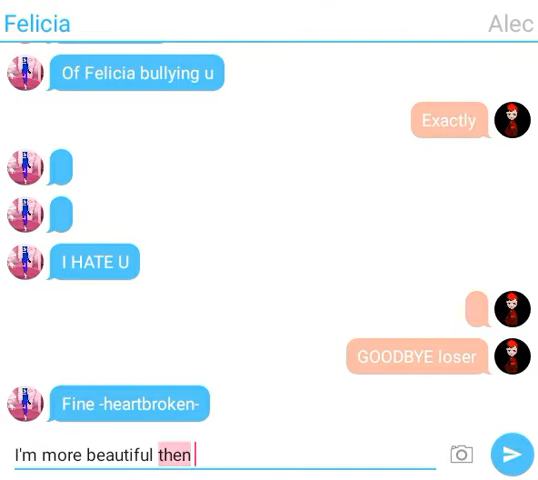 Felicia
Alec
Of Felicia bullying u
Exactly
I HATE U
GOODBYE loser
Fine -heartbroken-
I'm more beautiful then